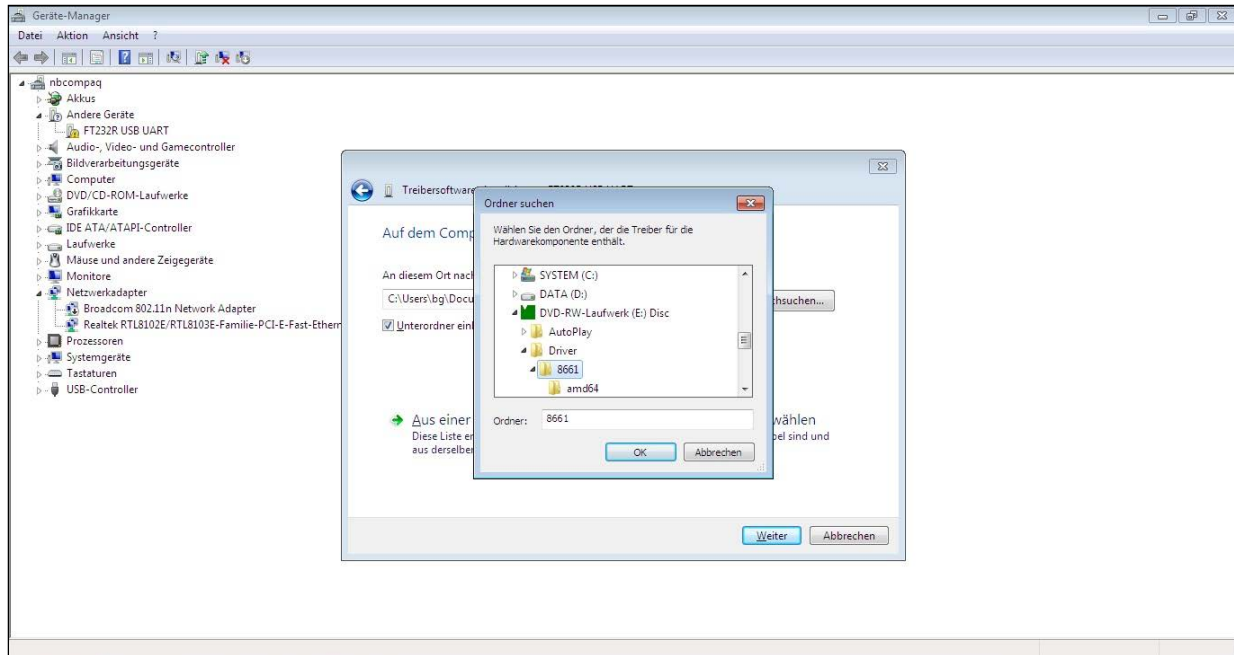 Geräte-Manager
Datei Aktion Ansicht ?
nbcompaq
Akkus
Andere Geräte
FT232R USB UART
Audio-, Video- und Gamecontroller
Bildverarbeitungsgeräte
Computer
DVD/CD-ROM-Laufwerke
Grafikkarte
IDE ATA/ATAPI-Controller
Laufwerke
Mäuse und andere Zeigegeräte
Monitore
Netzwerkadapter
Broadcom 802.11n Network Adapter
Realtek RTL8102E/RTL8103E-Familie-PCI-E-Fast-Ethern
Prozessoren
Systemgeräte
Tastaturen
USB-Controller
Treibersoftware
Auf dem Comp
An diesem Ort nach
C:\Users\bg\Docu
hsuchen...
Unterordner ein
Aus einer
wählen
Diese Liste er
bel sind und
aus derselber
Weiter Abbrechen
Ordner suchen
Wählen Sie den Ordner, der die Treiber für die
Hardwarekomponente enthält.
SYSTEM (C:)
DATA (D:)
DVD-RW-Laufwerk (E:) Disc
AutoPlay
Driver
8661
amd64
Ordner: 8661
OK Abbrechen